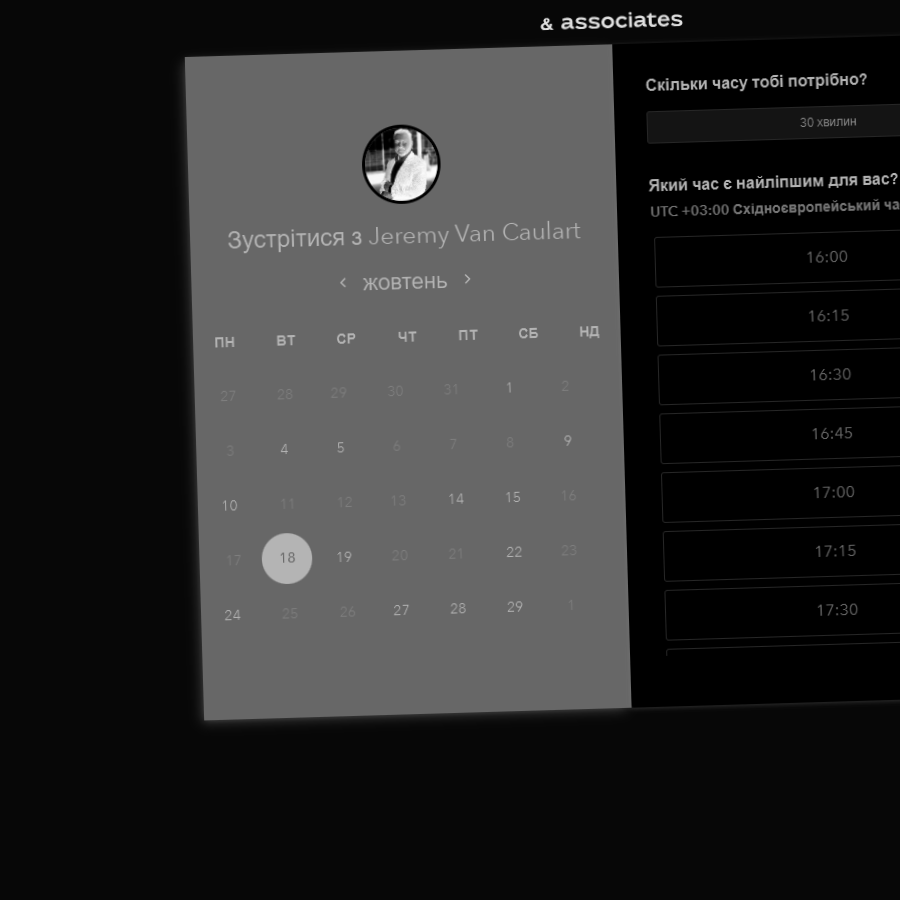 & associates
Зустрітися з Jeremy Van Caulart
‹ жовтень ›
ПН ВТ СР ЧТ ПТ СБ НД
27 28 29 30 31 1 2
3 4 5 6 7 8 9
10 11 12 13 14 15 16
17 18 19 20 21 22 23
24 25 26 27 28 29 1
Скільки часу тобі потрібно?
30 хвилин
Який час є найліпшим для вас?
UTC +03:00 Східноєвропейський
16:00
16:15
16:30
16:45
17:00
17:15
17:30